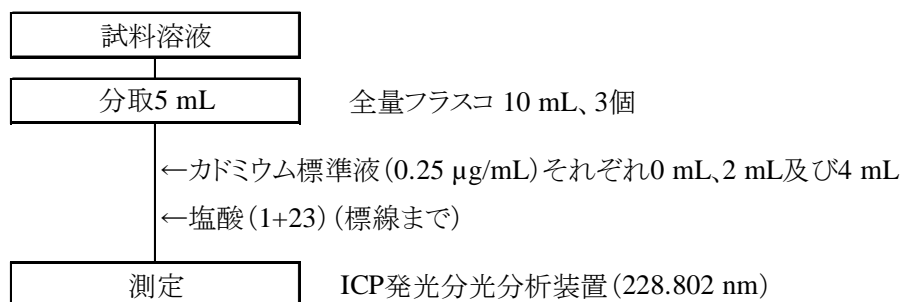 試料溶液
分取5 mL 全量フラスコ 10 mL、3個
←カドミウム標準液(0.25 µg/mL)それぞれ0 mL、2 mL及び4 mL
←塩酸(1+23) (標線まで)
測定 ICP発光分光分析装置(228.802 nm)